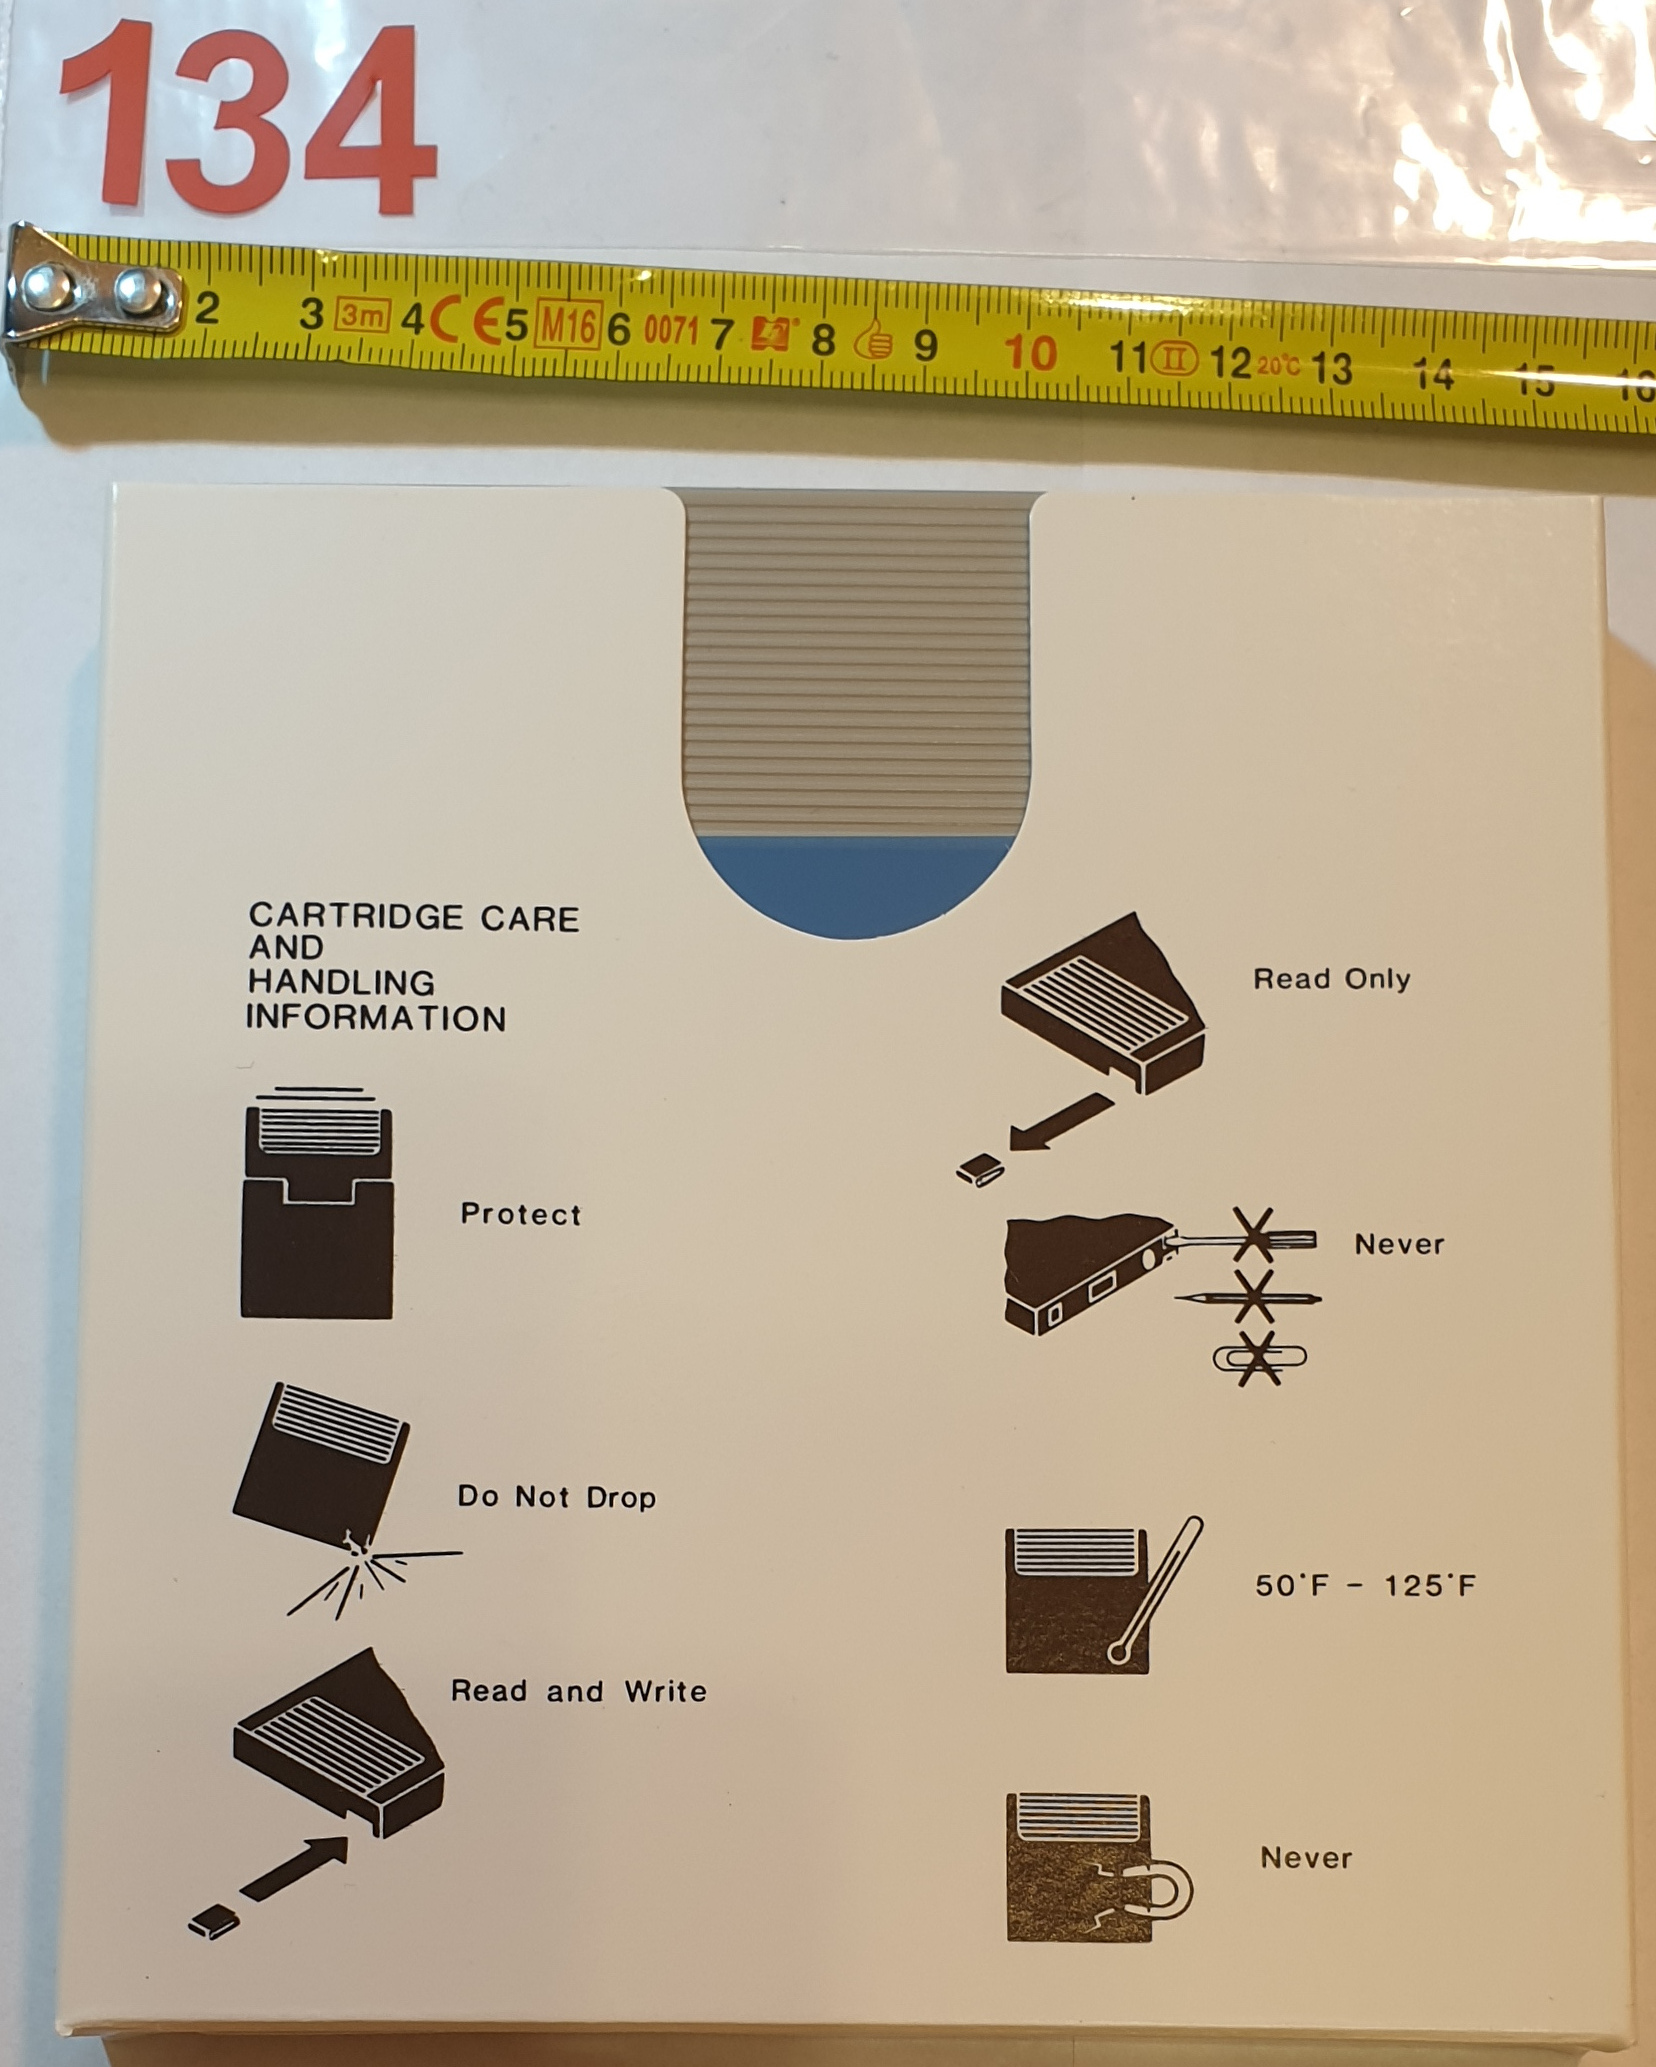 134
2 3 3m 4 CE 5 M16 6 0071 7 8 9 10 11 II 12 20°C 13 14 15 16
CARTRIDGE CARE
AND
HANDLING
INFORMATION
Protect
Do Not Drop
Read and Write
Read Only
Never
50°F - 125°F
Never